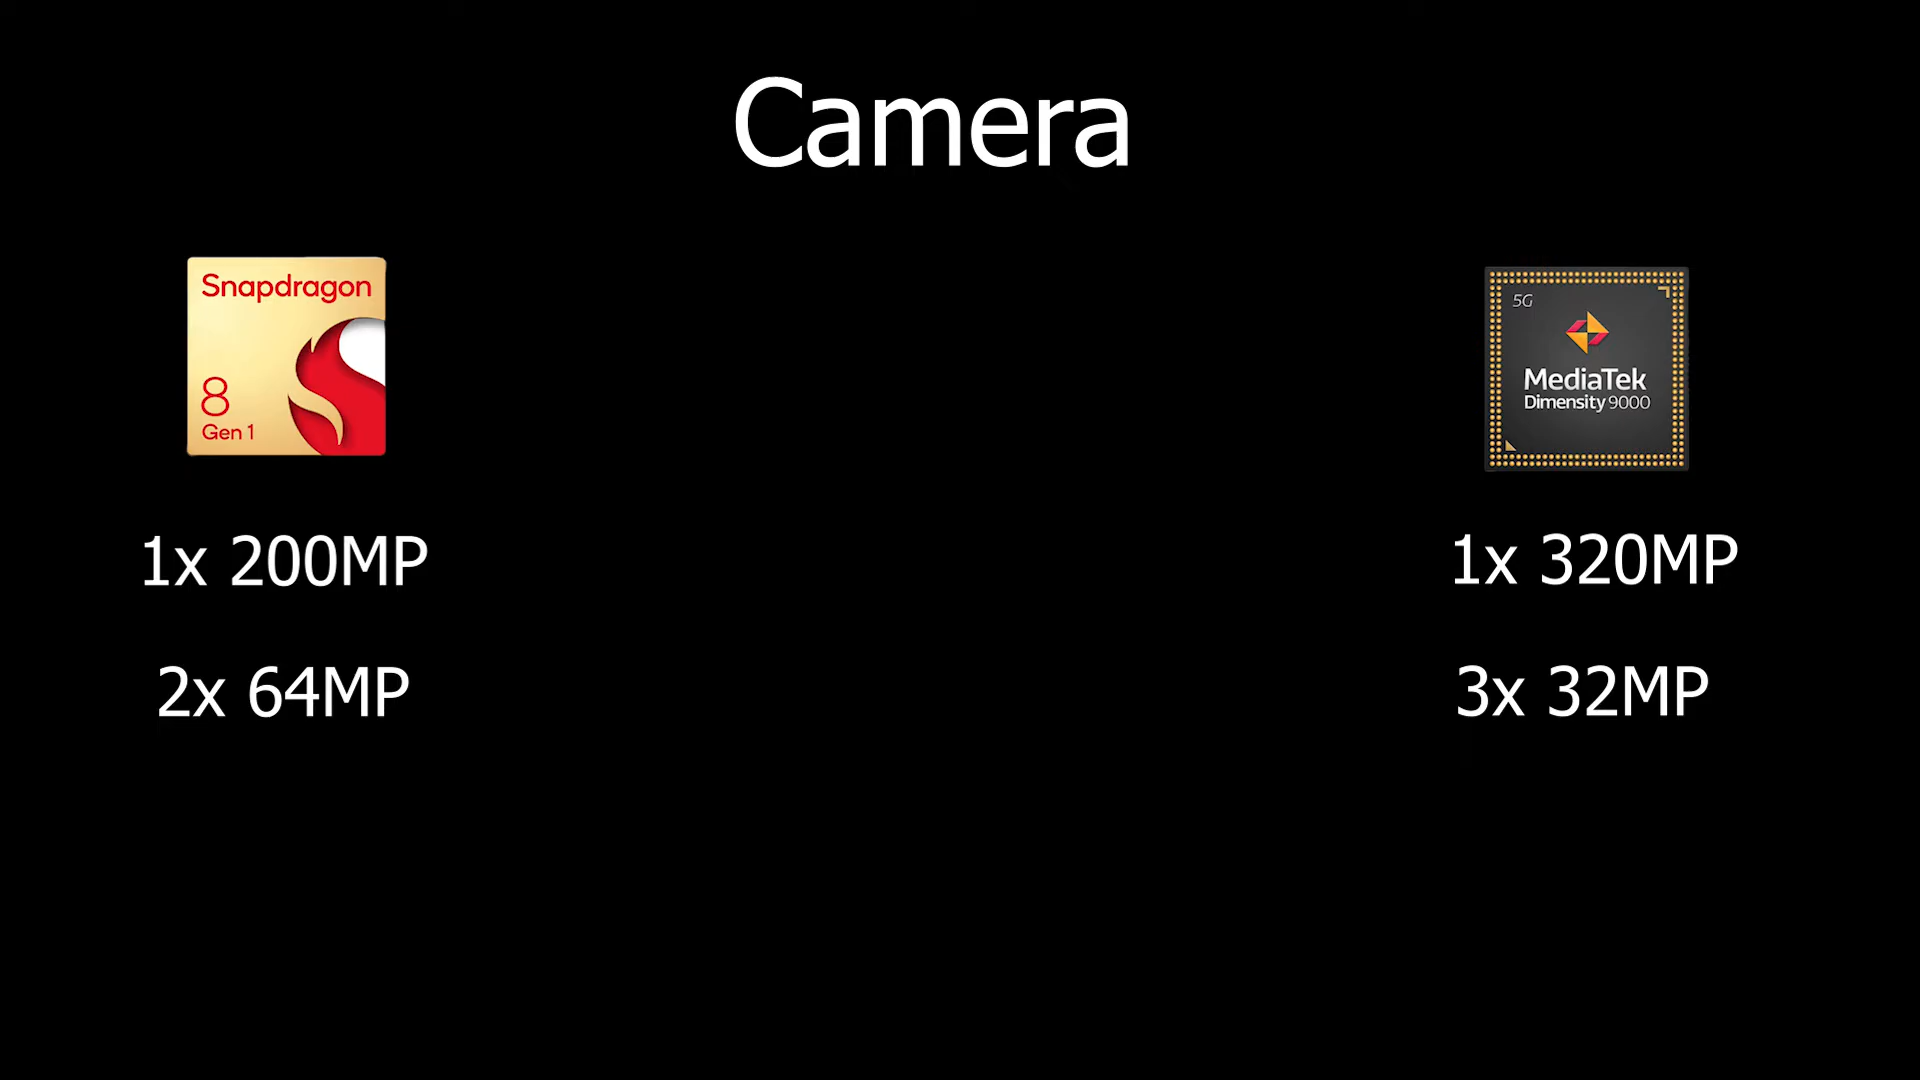 Camera
Snapdragon
8
Gen 1
1x 200MP
2x 64MP
5G
MediaTek
Dimensity 9000
1x 320MP
3x 32MP